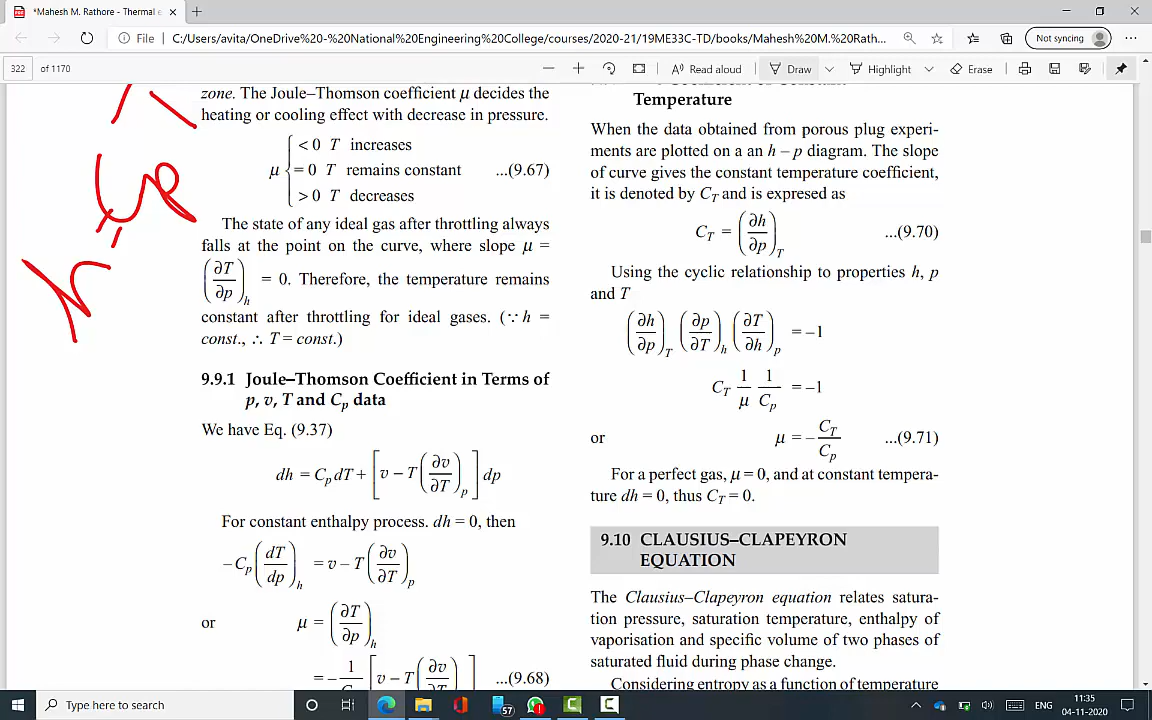 *Mahesh M. Rathore - Thermal e
File
C:/Users/avita/OneDrive%20-%20National%20Engineering%20College/courses/2020-21/19ME33C-TD/books/Mahesh%20M.%20Rath...
Not syncing
322 of 1170
Read aloud
Draw
Highlight
Erase
zone. The Joule–Thomson coefficient μ decides the
heating or cooling effect with decrease in pressure.
μ { < 0 T increases
= 0 T remains constant ...(9.67)
> 0 T decreases
The state of any ideal gas after throttling always
falls at the point on the curve, where slope μ =
(∂T/∂p)h = 0. Therefore, the temperature remains
constant after throttling for ideal gases. (∵ h =
const., ∴ T = const.)
9.9.1 Joule–Thomson Coefficient in Terms of
p, v, T and Cp data
We have Eq. (9.37)
dh = Cp dT + [v – T (∂v/∂T)p] dp
For constant enthalpy process. dh = 0, then
– Cp (dT/dp)h = v – T (∂v/∂T)p
or μ = (∂T/∂p)h
= – 1/Cp [v – T (∂v/∂T) ] ...(9.68)
Temperature
When the data obtained from porous plug experi-
ments are plotted on a an h – p diagram. The slope
of curve gives the constant temperature coefficient,
it is denoted by CT and is expresed as
CT = (∂h/∂p)T ...(9.70)
Using the cyclic relationship to properties h, p
and T
(∂h/∂p)T (∂p/∂T)h (∂T/∂h)p = –1
CT 1/μ 1/Cp = –1
or μ = – CT/Cp ...(9.71)
For a perfect gas, μ = 0, and at constant tempera-
ture dh = 0, thus CT = 0.
9.10 CLAUSIUS–CLAPEYRON
EQUATION
The Clausius–Clapeyron equation relates satura-
tion pressure, saturation temperature, enthalpy of
vaporisation and specific volume of two phases of
saturated fluid during phase change.
Considering entropy as a function of temperature
h = Cp T
Type here to search
57
ENG
11:35
04-11-2020